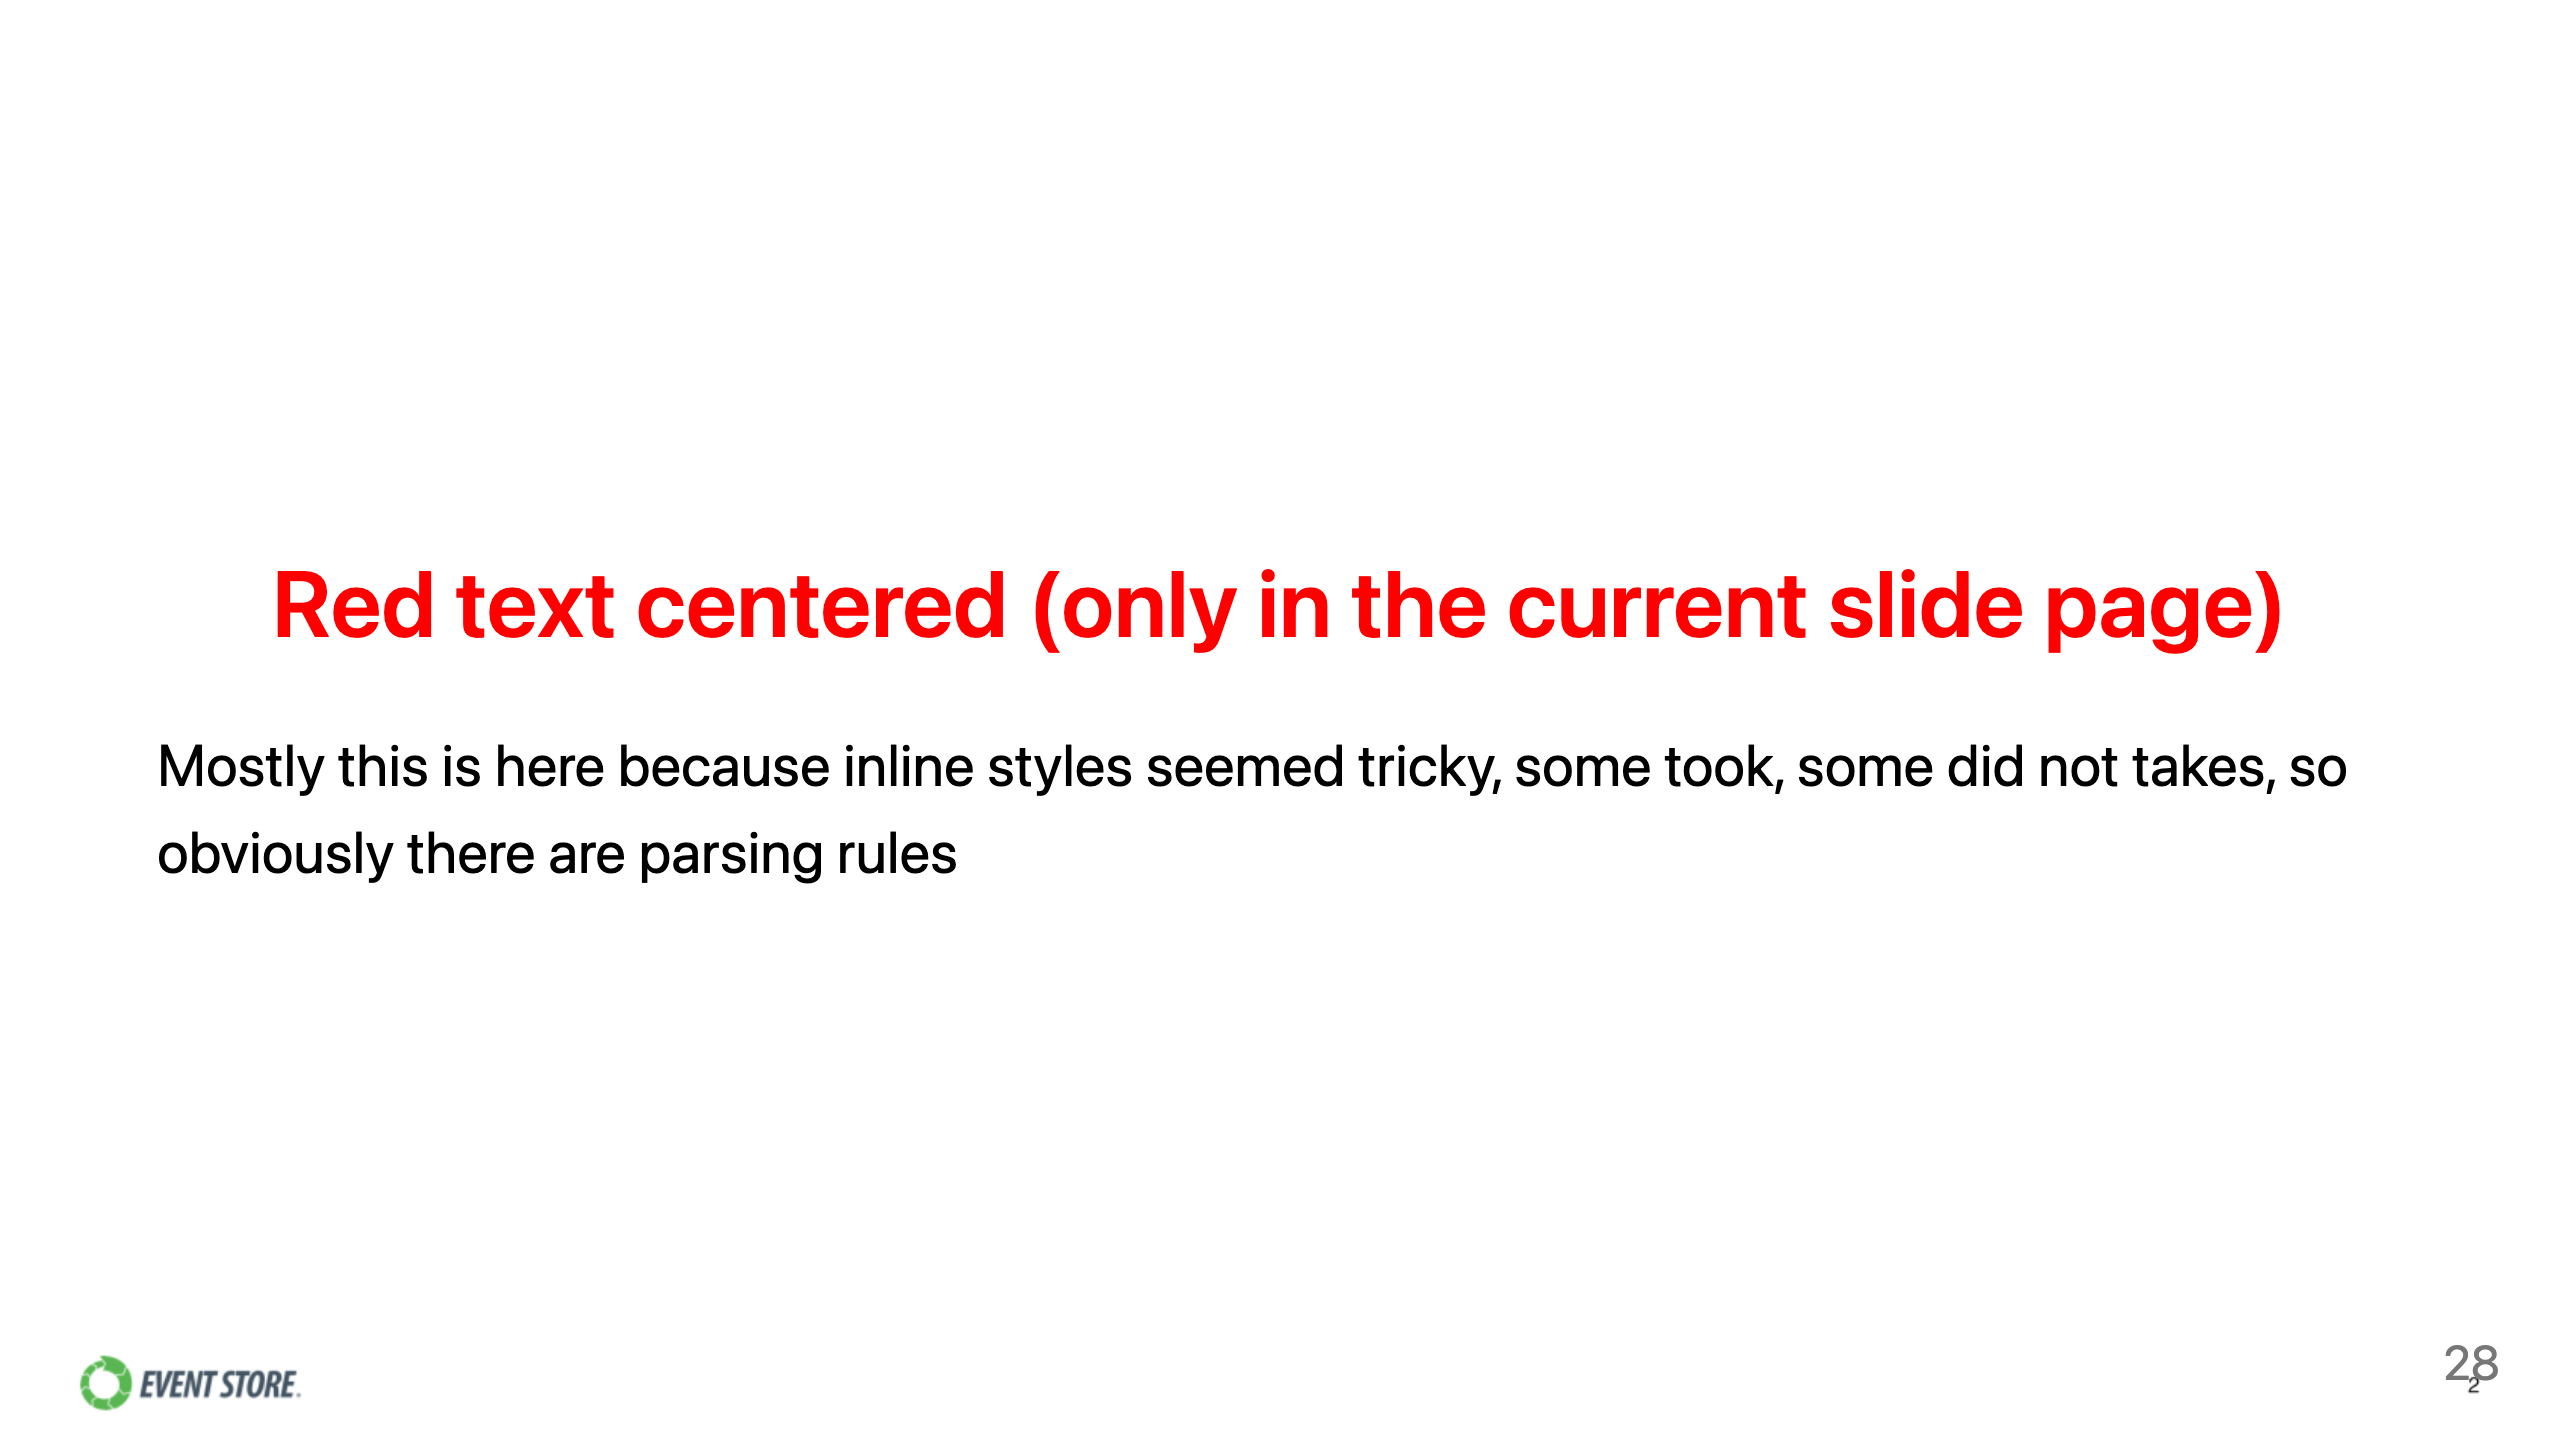 Red text centered (only in the current slide page)
Mostly this is here because inline styles seemed tricky, some took, some did not takes, so
obviously there are parsing rules
EVENT STORE.
28
2